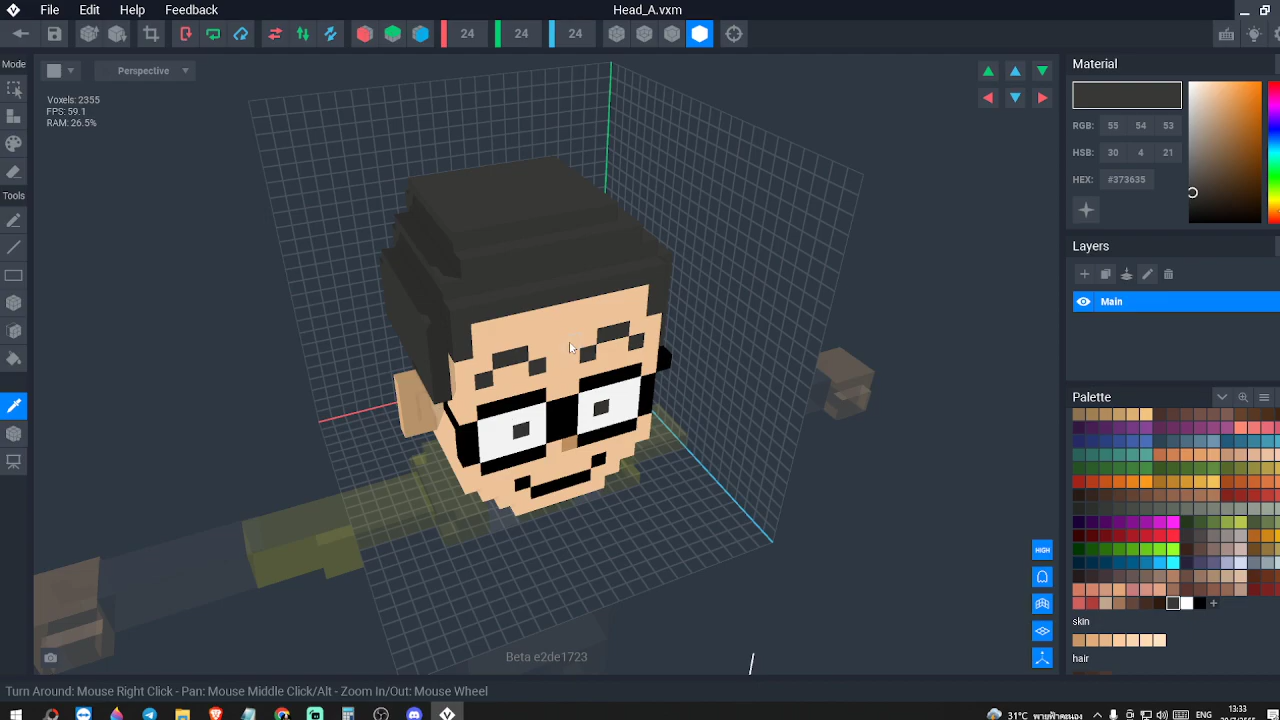 File Edit Help Feedback Head_A.vxm
24 24 24
Mode
Perspective
Voxels: 2355
FPS: 59.1
RAM: 26.5%
Tools
Material
RGB: 55 54 53
HSB: 30 4 21
HEX: #373635
Layers
Main
Palette
HIGH
skin
hair
Beta e2de1723
Turn Around: Mouse Right Click - Pan: Mouse Middle Click/Alt - Zoom In/Out: Mouse Wheel
31°C ENG 13:33